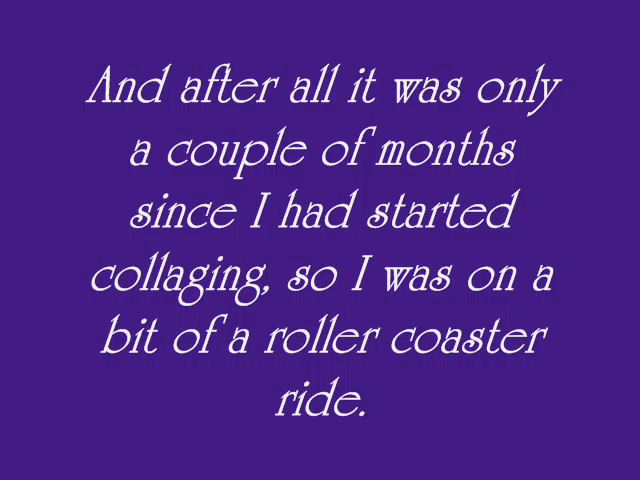 And after all it was only
a couple of months
since I had started
collaging, so I was on a
bit of a roller coaster
ride.